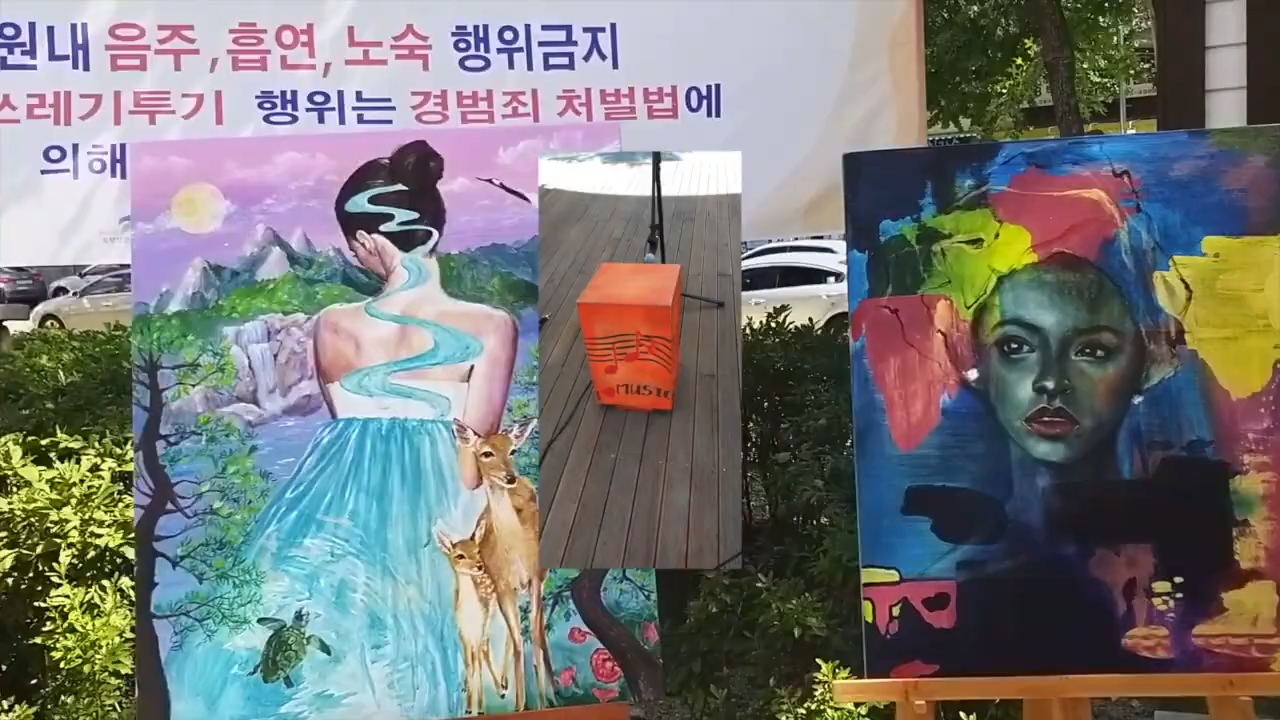 원내 음주, 흡연, 노숙 행위금지
쓰레기투기 행위는 경범죄 처벌법에
의해
MUSIC